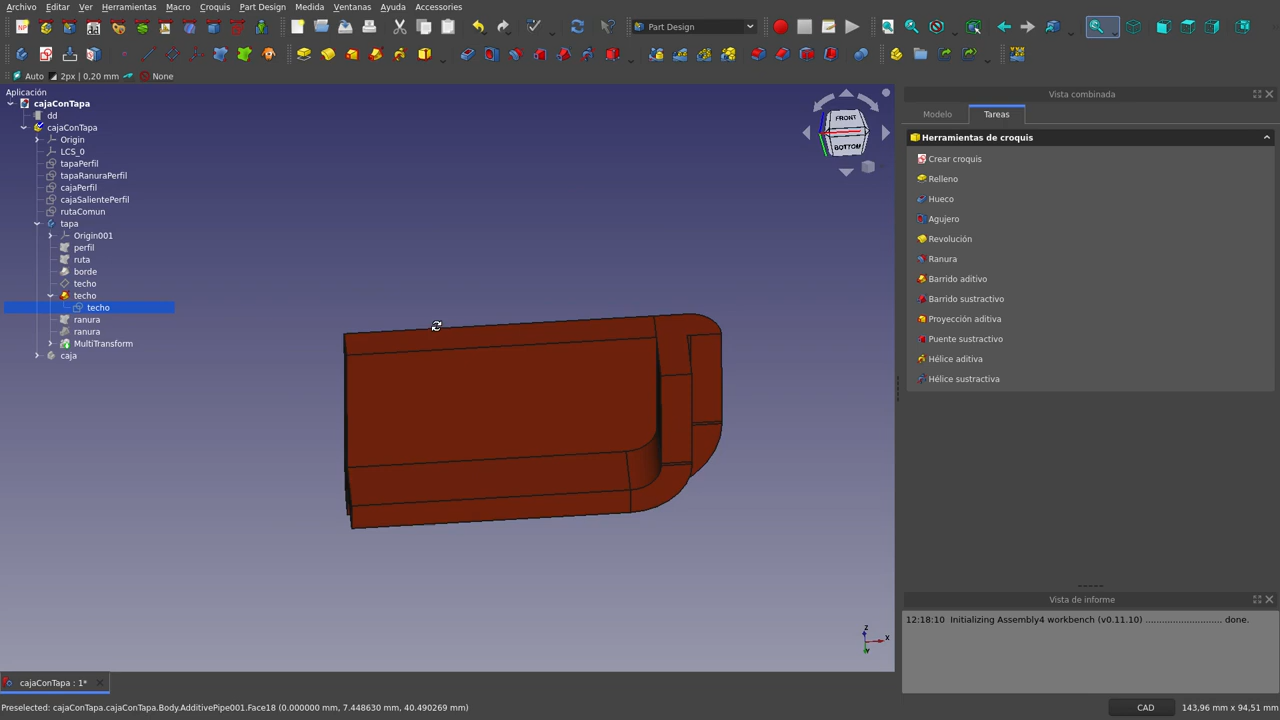 Archivo Editar Ver Herramientas Macro Croquis Part Design Medida Ventanas Ayuda Accessories
Part Design
Auto 2px | 0,20 mm None
Aplicación
cajaConTapa
dd
cajaConTapa
Origin
LCS_0
tapaPerfil
tapaRanuraPerfil
cajaPerfil
cajaSalientePerfil
rutaComun
tapa
Origin001
perfil
ruta
borde
techo
techo
techo
ranura
ranura
MultiTransform
caja
FRONT
BOTTOM
Z
X
Y
cajaConTapa : 1*
Vista combinada
Modelo Tareas
Herramientas de croquis
Crear croquis
Relleno
Hueco
Agujero
Revolución
Ranura
Barrido aditivo
Barrido sustractivo
Proyección aditiva
Puente sustractivo
Hélice aditiva
Hélice sustractiva
Vista de informe
12:18:10 Initializing Assembly4 workbench (v0.11.10) ............................ done.
Preselected: cajaConTapa.cajaConTapa.Body.AdditivePipe001.Face18 (0.000000 mm, 7.448630 mm, 40.490269 mm)
CAD 143,96 mm x 94,51 mm